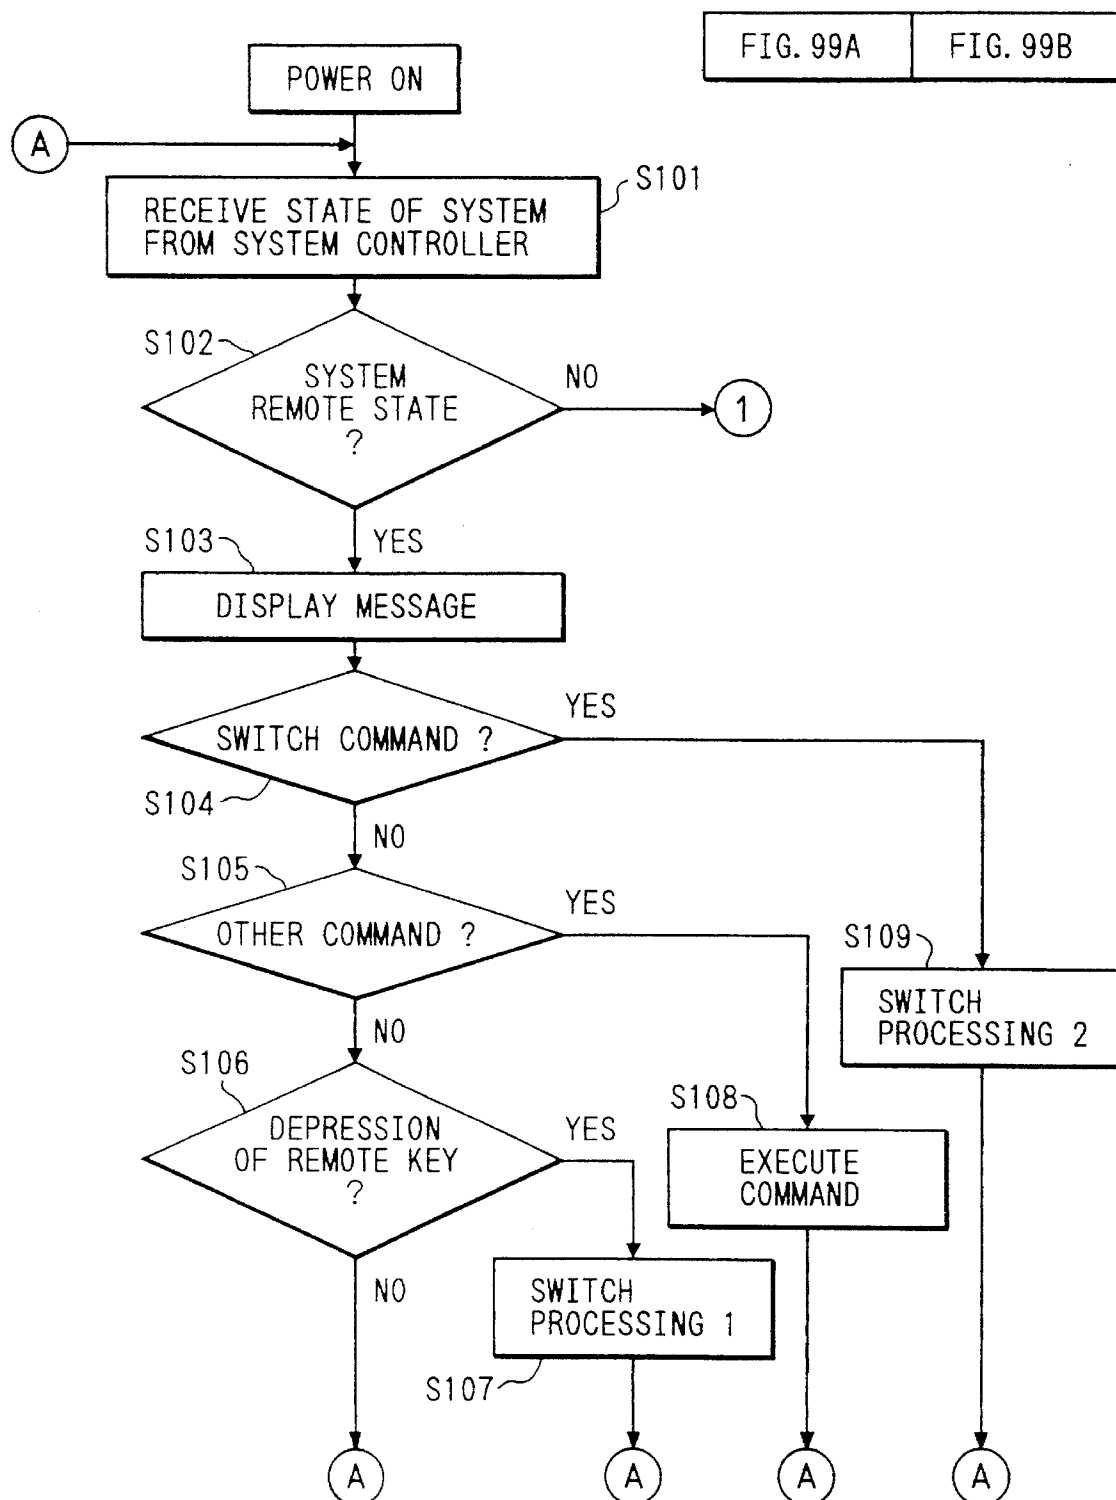 FIG. 99A FIG. 99B
POWER ON
A
S101
RECEIVE STATE OF SYSTEM
FROM SYSTEM CONTROLLER
S102
SYSTEM
REMOTE STATE
?
NO
1
YES
S103
DISPLAY MESSAGE
SWITCH COMMAND ?
YES
S104
NO
S105
OTHER COMMAND ?
YES
S109
SWITCH
PROCESSING 2
NO
S106
DEPRESSION
OF REMOTE KEY
?
YES
S108
EXECUTE
COMMAND
NO
SWITCH
PROCESSING 1
S107
A A A A